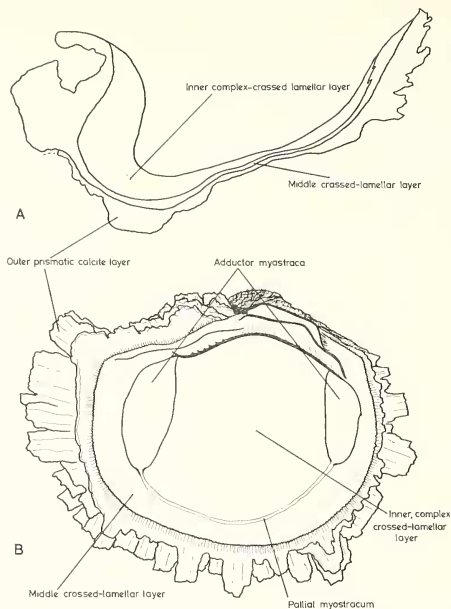 Inner complex-crossed lamellar layer
Middle crossed-lamellar layer
A
Outer prismatic calcite layer
Adductor myostraca
Inner, complex
crossed-lamellar
layer
B
Middle crossed-lamellar layer
Pallial myostracum